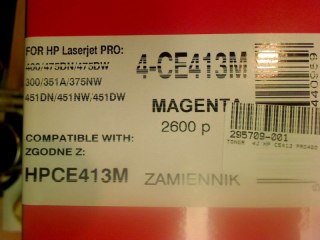 FOR HP Laserjet PRO:
400/475DN/475DW
300/351A/375NW
451DN/451NW/451DW
4-CE413M
MAGENTA
2600 p
295709-001
COMPATIBLE WITH:
ZGODNE Z:
HPCE413M
ZAMIENNIK